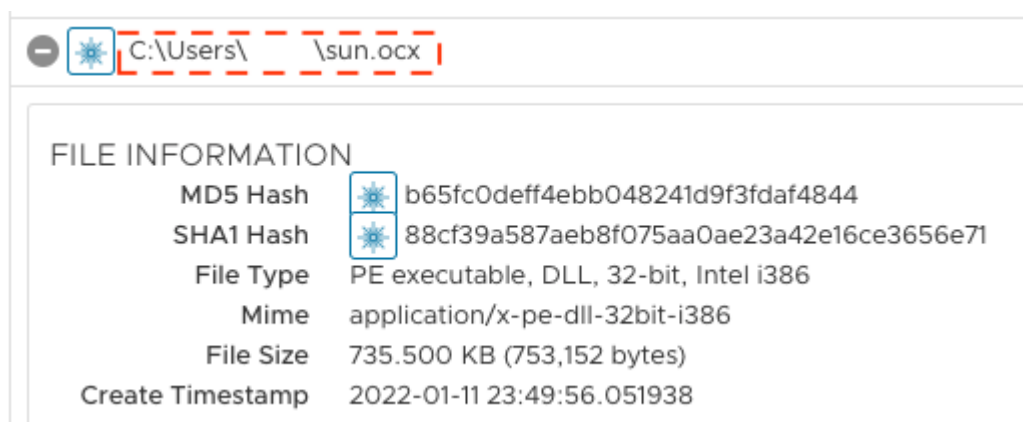 C:\Users\ \sun.ocx
FILE INFORMATION
MD5 Hash b65fc0deff4ebb048241d9f3fdaf4844
SHA1 Hash 88cf39a587aeb8f075aa0ae23a42e16ce3656e71
File Type PE executable, DLL, 32-bit, Intel i386
Mime application/x-pe-dll-32bit-i386
File Size 735.500 KB (753,152 bytes)
Create Timestamp 2022-01-11 23:49:56.051938